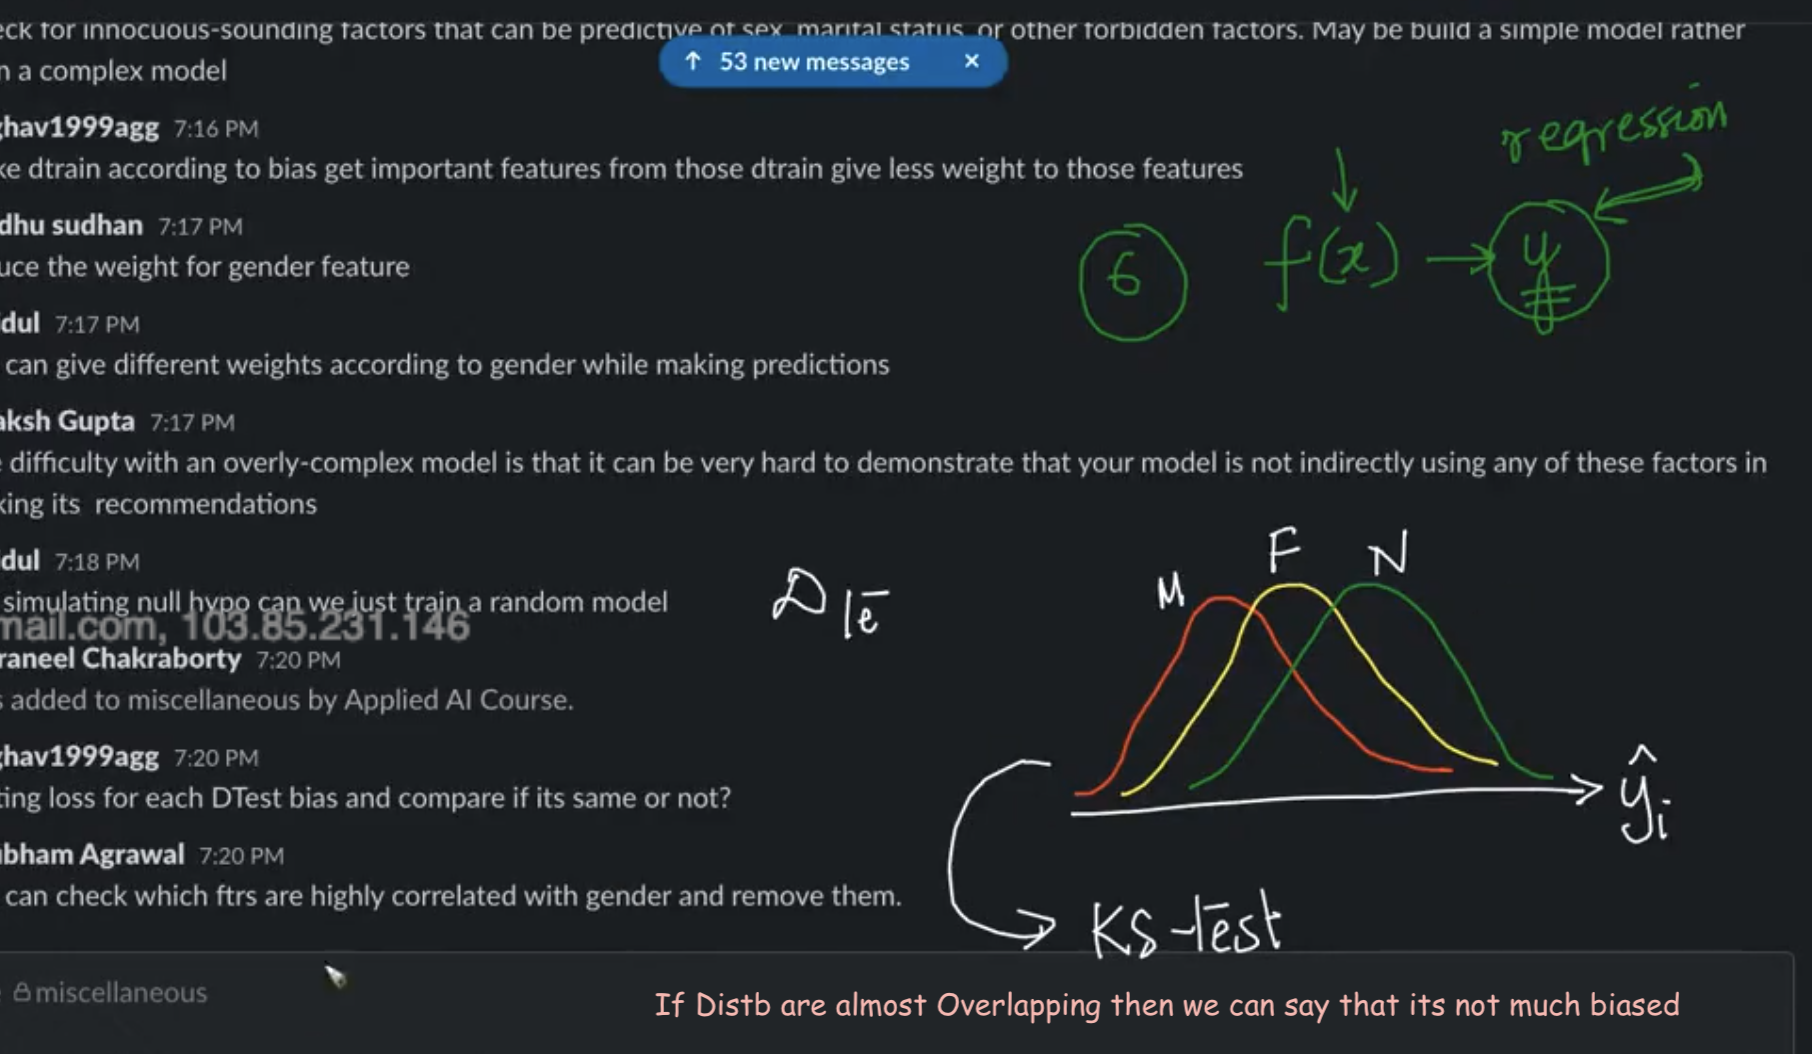 eck for innocuous-sounding factors that can be predictive of sex, marital status, or other forbidden factors. May be build a simple model rather
n a complex model
↑ 53 new messages ×
ghav1999agg 7:16 PM
ke dtrain according to bias get important features from those dtrain give less weight to those features
dhu sudhan 7:17 PM
uce the weight for gender feature
dul 7:17 PM
can give different weights according to gender while making predictions
aksh Gupta 7:17 PM
e difficulty with an overly-complex model is that it can be very hard to demonstrate that your model is not indirectly using any of these factors in
king its recommendations
dul 7:18 PM
simulating null hypo can we just train a random model
mail.com, 103.85.231.146
raneel Chakraborty 7:20 PM
s added to miscellaneous by Applied AI Course.
ghav1999agg 7:20 PM
ting loss for each DTest bias and compare if its same or not?
ubham Agrawal 7:20 PM
can check which ftrs are highly correlated with gender and remove them.
miscellaneous
regression
6 f(x) → y
M F N
ŷi
KS-test
If Distb are almost Overlapping then we can say that its not much biased